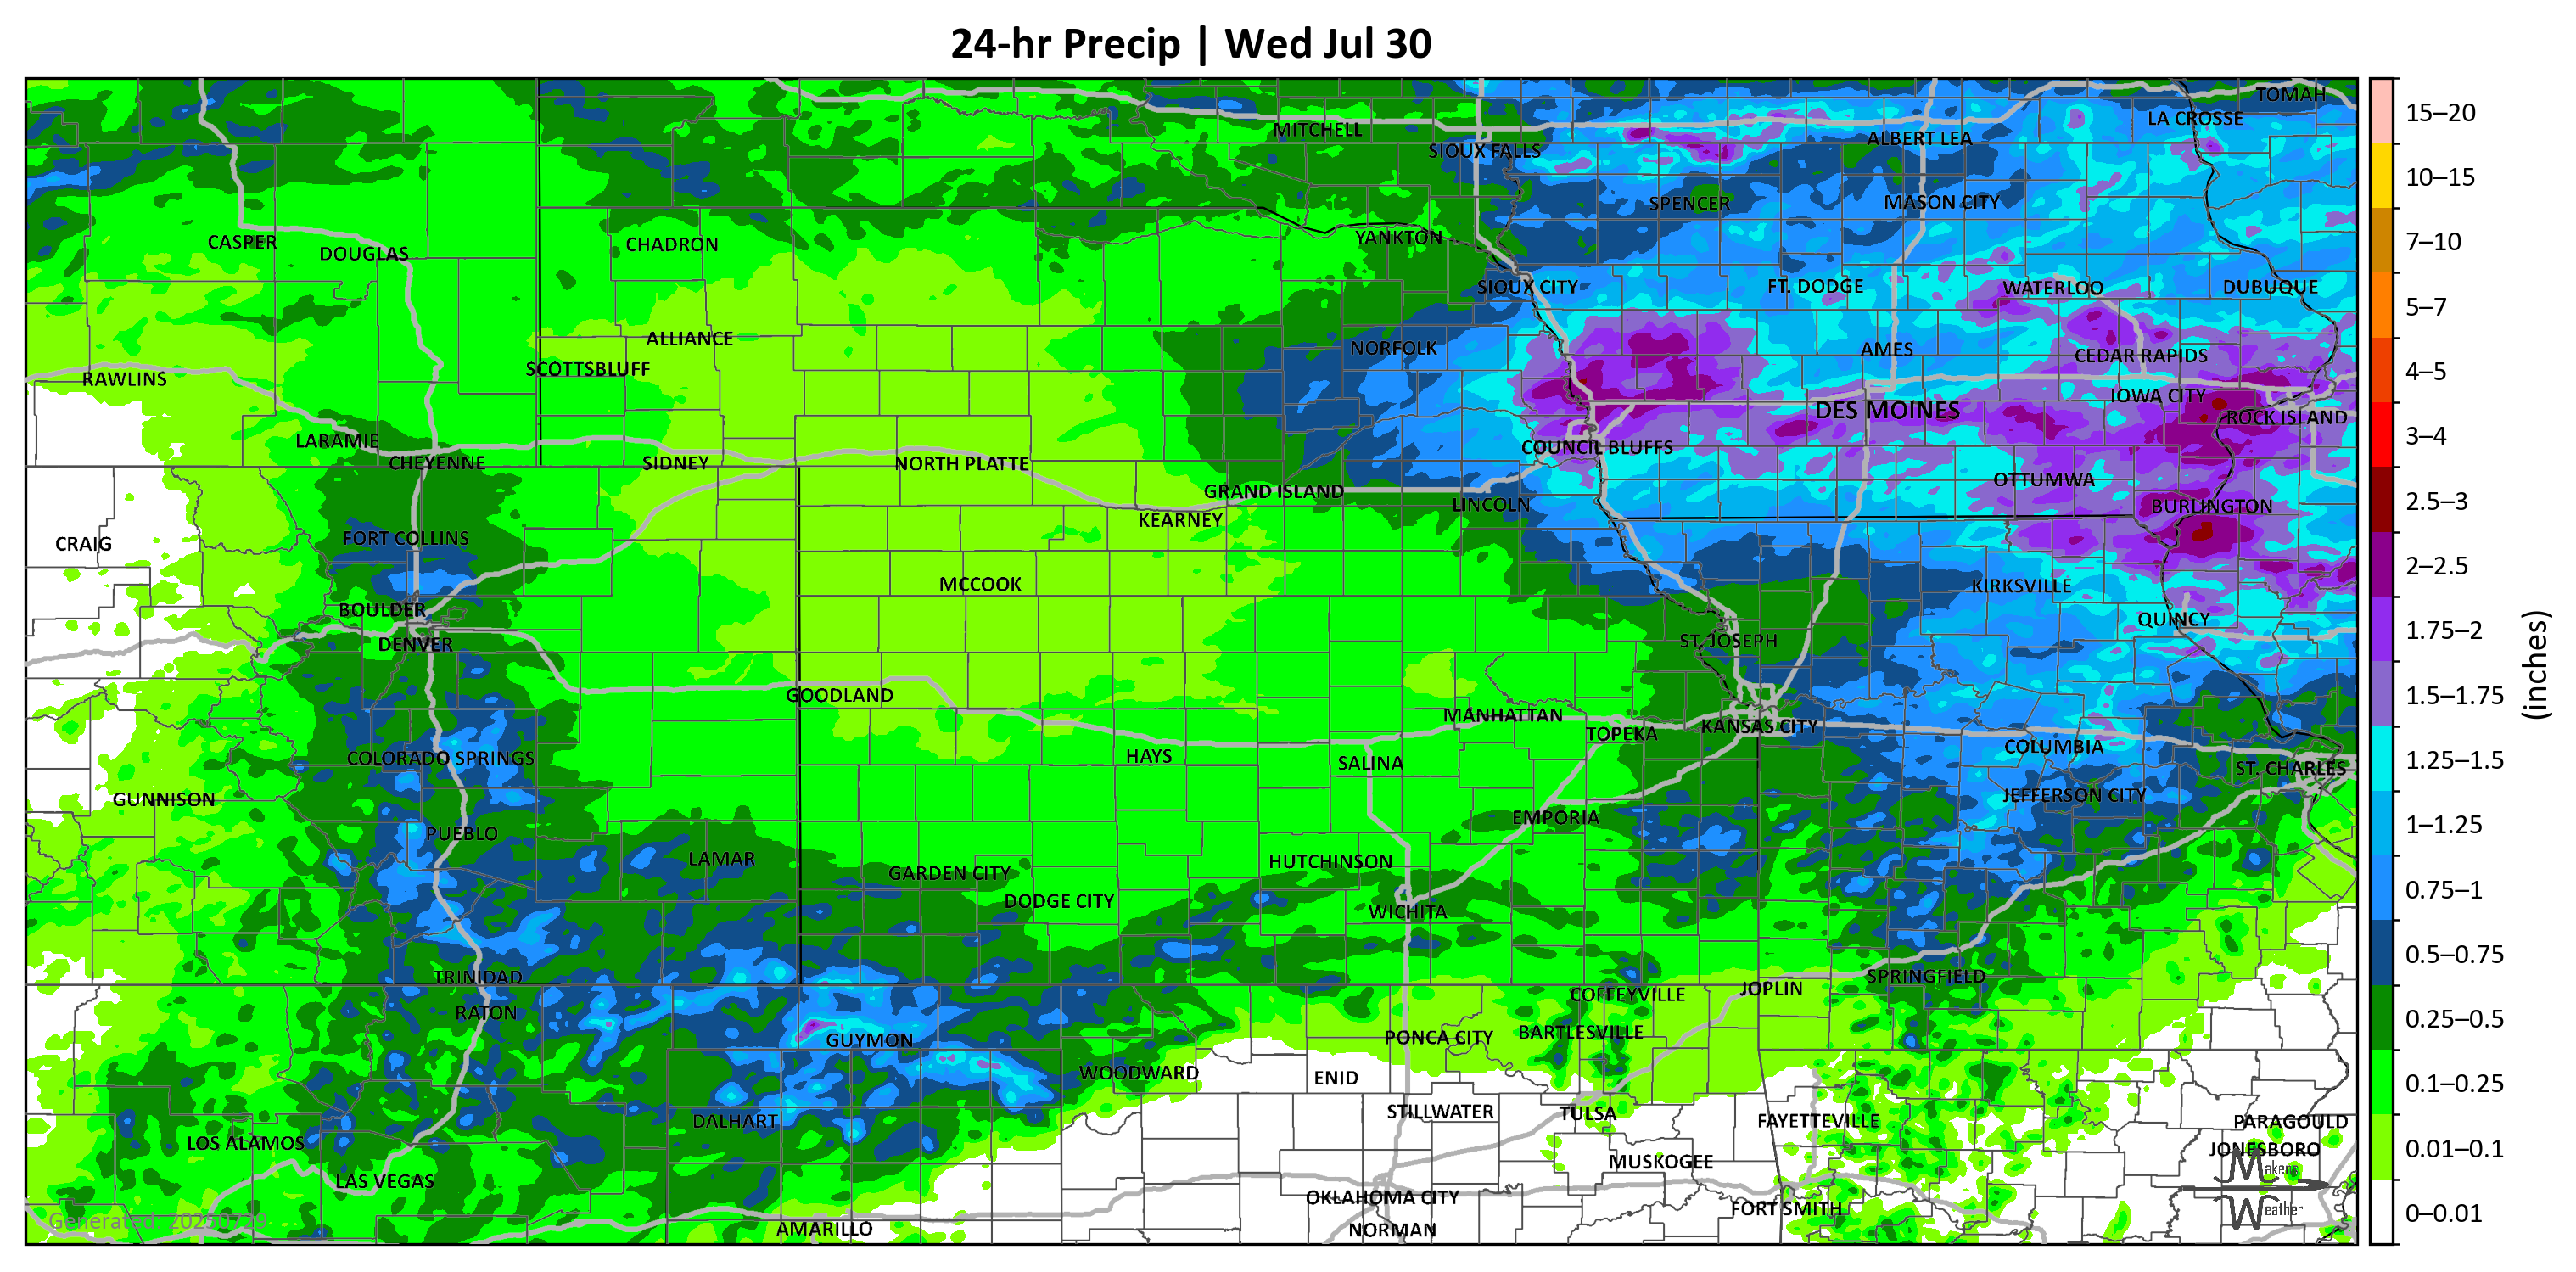 24-hr Precip | Wed Jul 30
TOMAH
15–20
LA CROSSE
MITCHELL
ALBERT LEA
SIOUX FALLS
10–15
SPENCER
MASON CITY
YANKTON
CASPER
CHADRON
7–10
DOUGLAS
SIOUX CITY
FT. DODGE
WATERLOO
DUBUQUE
5–7
ALLIANCE
NORFOLK
AMES
CEDAR RAPIDS
SCOTTSBLUFF
4–5
RAWLINS
IOWA CITY
DES MOINES
ROCK ISLAND
LARAMIE
3–4
COUNCIL BLUFFS
CHEYENNE
SIDNEY
NORTH PLATTE
OTTUMWA
GRAND ISLAND
2.5–3
LINCOLN
BURLINGTON
KEARNEY
FORT COLLINS
CRAIG
2–2.5
MCCOOK
KIRKSVILLE
BOULDER
QUINCY
1.75–2
DENVER
ST. JOSEPH
(inches)
GOODLAND
1.5–1.75
MANHATTAN
KANSAS CITY
TOPEKA
COLUMBIA
COLORADO SPRINGS
HAYS
SALINA
1.25–1.5
ST. CHARLES
GUNNISON
JEFFERSON CITY
EMPORIA
1–1.25
PUEBLO
LAMAR
HUTCHINSON
GARDEN CITY
0.75–1
DODGE CITY
WICHITA
0.5–0.75
TRINIDAD
SPRINGFIELD
JOPLIN
COFFEYVILLE
RATON
0.25–0.5
BARTLESVILLE
PONCA CITY
GUYMON
WOODWARD
ENID
0.1–0.25
STILLWATER
TULSA
DALHART
FAYETTEVILLE
PARAGOULD
LOS ALAMOS
JONESBORO
0.01–0.1
MUSKOGEE
Makens
LAS VEGAS
OKLAHOMA CITY
FORT SMITH
Weather
0–0.01
Generated: 20250729
AMARILLO
NORMAN